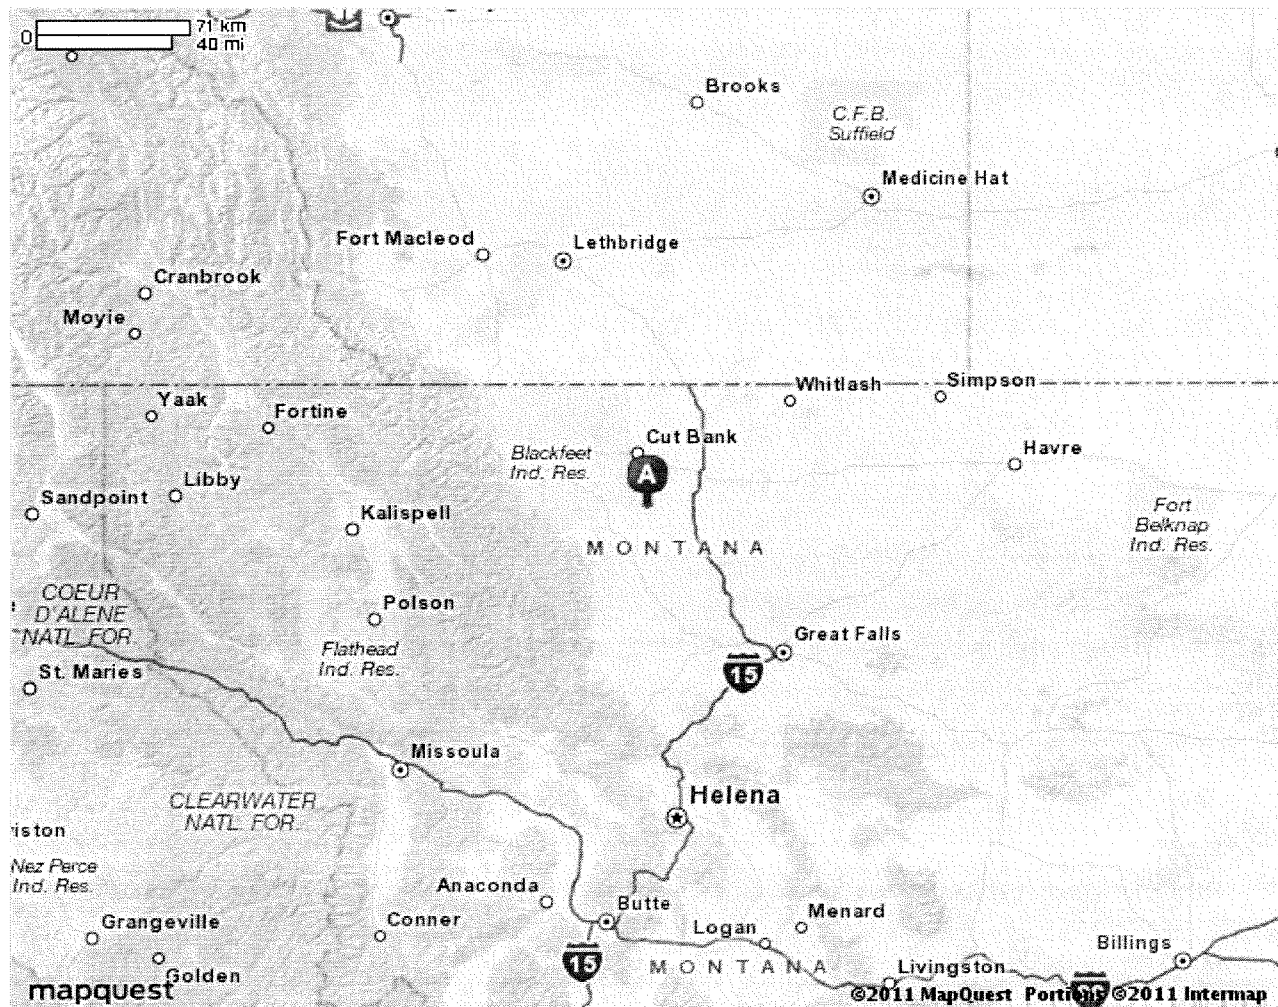 0
71 km
40 mi
Brooks
C.F.B.
Suffield
Medicine Hat
Fort Macleod
Lethbridge
Cranbrook
Moyie
Whitlash
Simpson
Yaak
Fortine
Cut Bank
Blackfeet
Ind. Res.
A
Havre
Libby
Sandpoint
Kalispell
Fort
Belknap
Ind. Res.
MONTANA
COEUR
D'ALENE
NATL. FOR.
Polson
Flathead
Ind. Res.
Great Falls
15
St. Maries
Missoula
Helena
CLEARWATER
NATL. FOR.
riston
Nez Perce
Ind. Res.
Anaconda
Butte
Grangeville
Conner
Logan
Menard
Billings
15
MONTANA
Livingston
Golden
mapquest
©2011 MapQuest Portions ©2011 Intermap